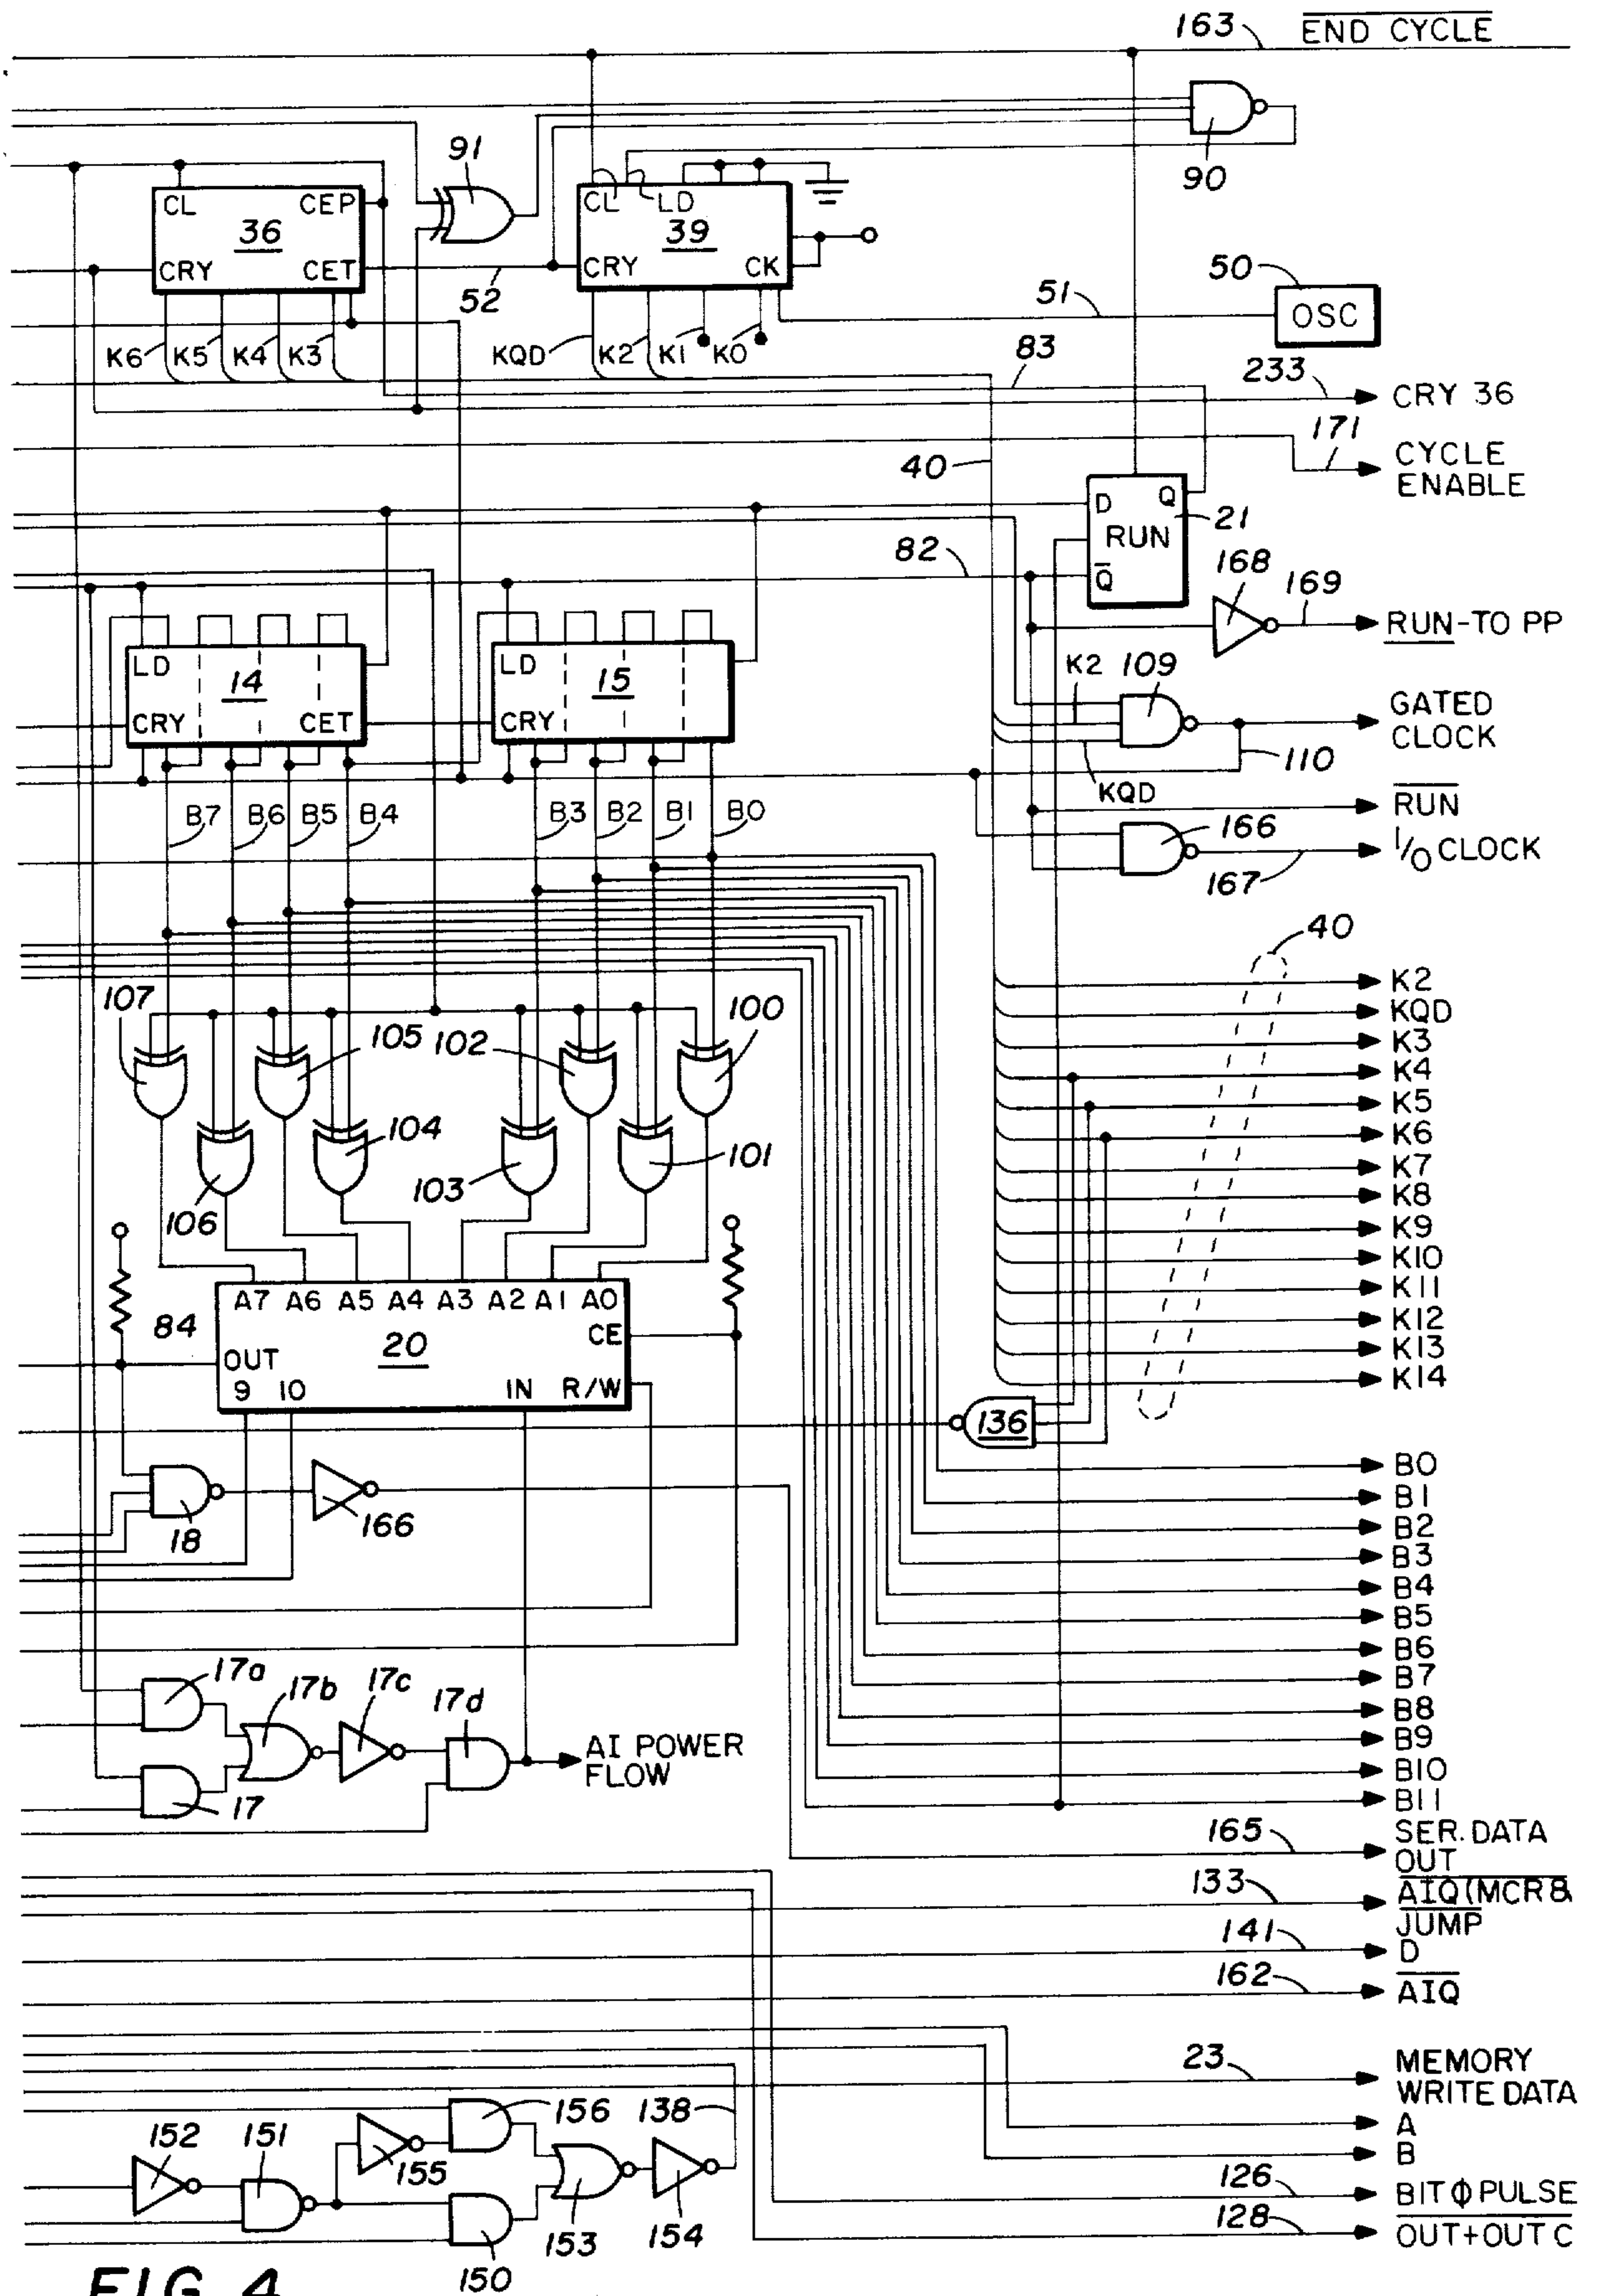 163 END CYCLE
91
90
CL CEP
36
CRY CET
CL LD
39
CRY CK
52
50
OSC
51
K6 K5 K4 K3
KQD K2 K1 K0
83
233
CRY 36
171
CYCLE
ENABLE
40
D Q
RUN
Q
21
82
168
169
RUN-TO PP
LD
14
CRY CET
LD
15
CRY
K2 109
GATED
CLOCK
110
KQD
RUN
166
I/O CLOCK
167
B7 B6 B5 B4
B3 B2 B1 B0
40
K2
KQD
K3
K4
K5
K6
K7
K8
K9
K10
K11
K12
K13
K14
107
105 102
100
104
103
101
106
84
A7 A6 A5 A4 A3 A2 A1 A0
CE
20
OUT
9 10 IN R/W
136
18
166
B0
B1
B2
B3
B4
B5
B6
B7
B8
B9
B10
B11
17a
17b
17c
17d
17
AI POWER
FLOW
165
SER. DATA
OUT
133
AIQ(MCR&
JUMP
141
D
162
AIQ
23
MEMORY
WRITE DATA
A
B
126
BIT ϕ PULSE
128
OUT+OUT C
152 151
156 138
155
153 154
150
FIG. 4